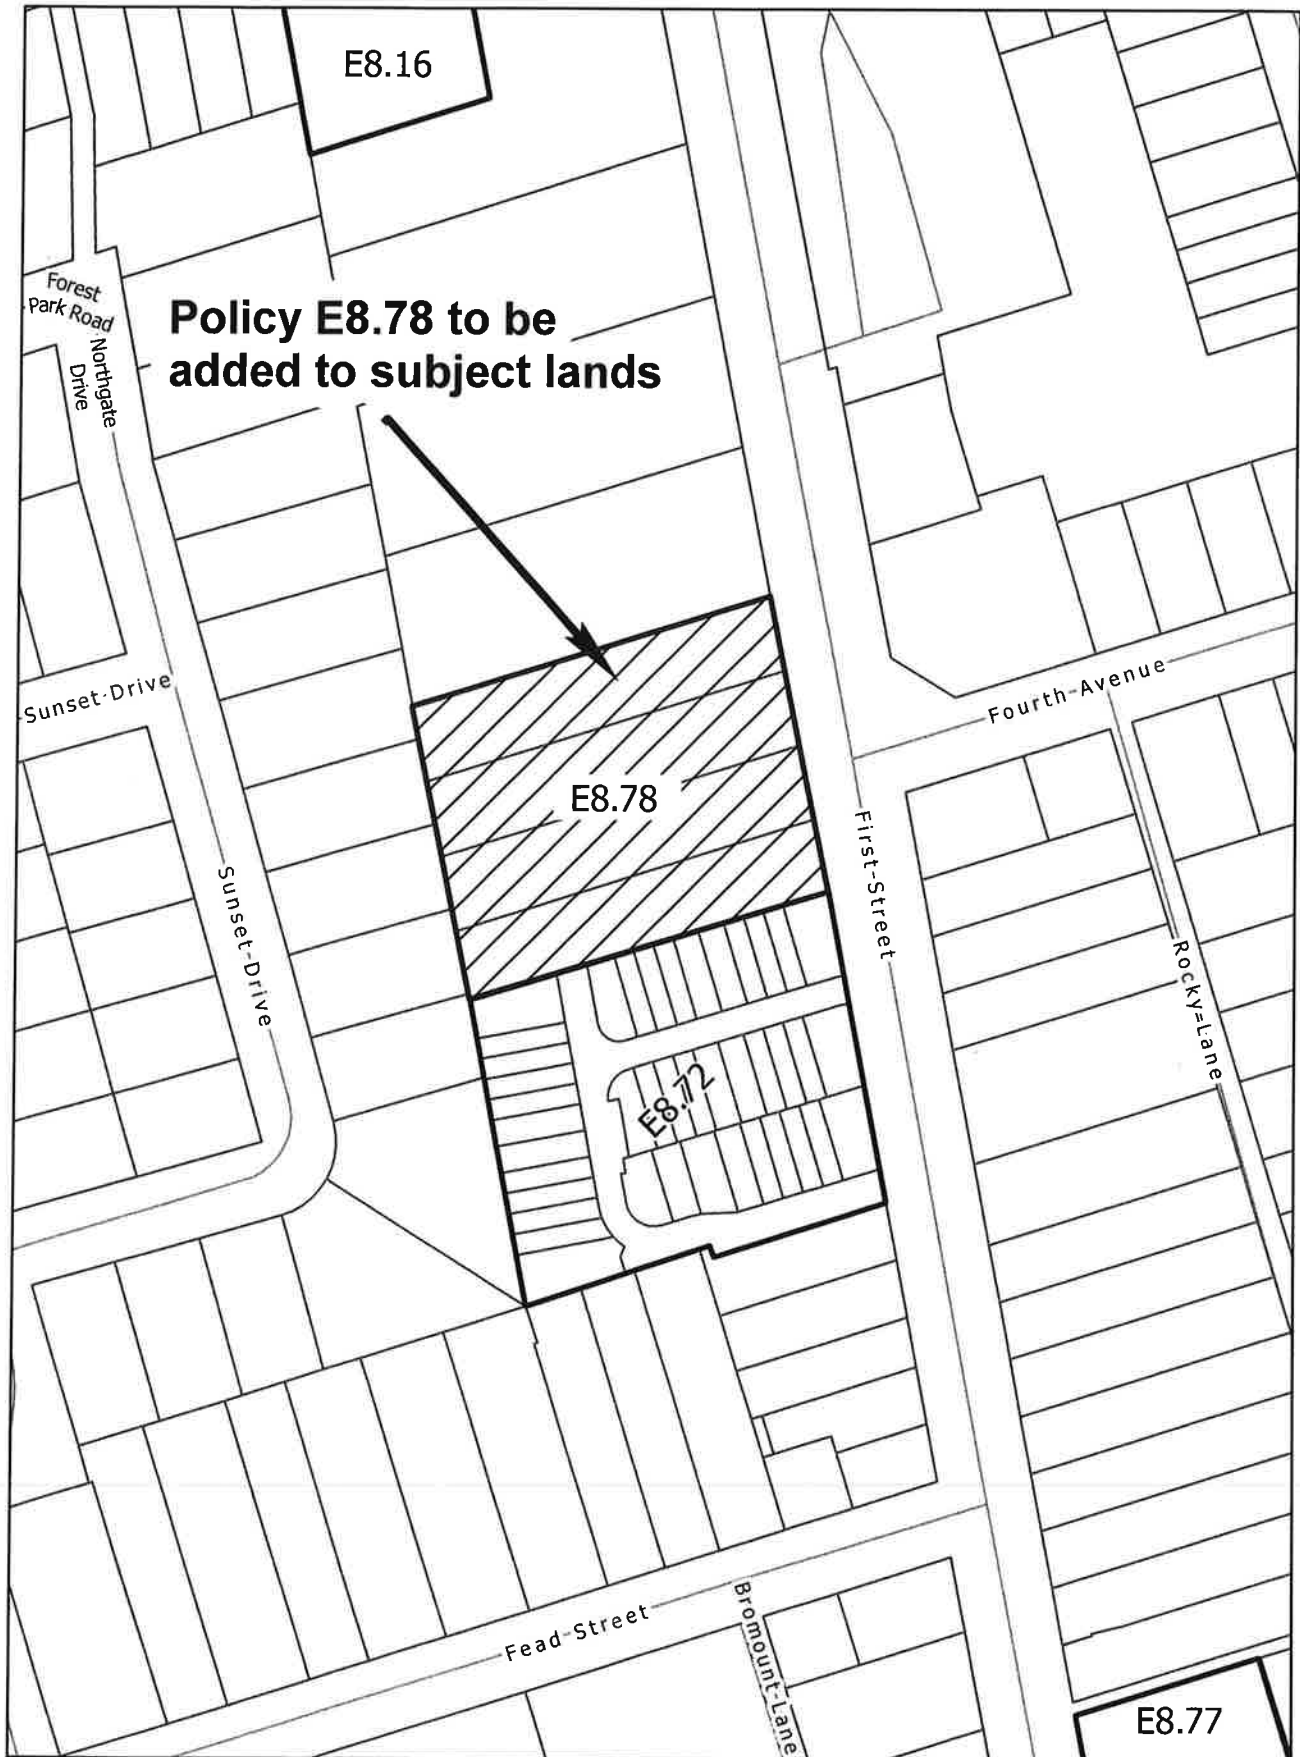 E8.16
Forest
Park Road
Northgate
Drive
Policy E8.78 to be
added to subject lands
Sunset Drive
Fourth Avenue
E8.78
First Street
Sunset Drive
Rocky Lane
E8.72
Fead Street
Bromount Lane
E8.77